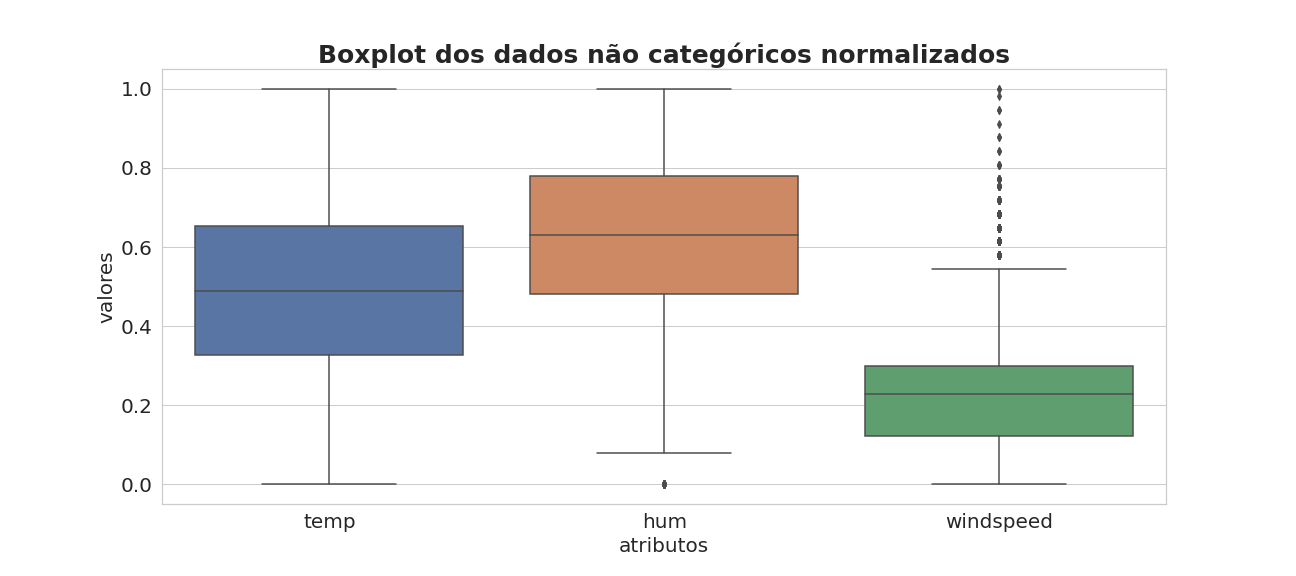 Boxplot dos dados não categóricos normalizados
1.0
0.8
0.6
0.4
0.2
0.0
valores
temp hum windspeed
atributos